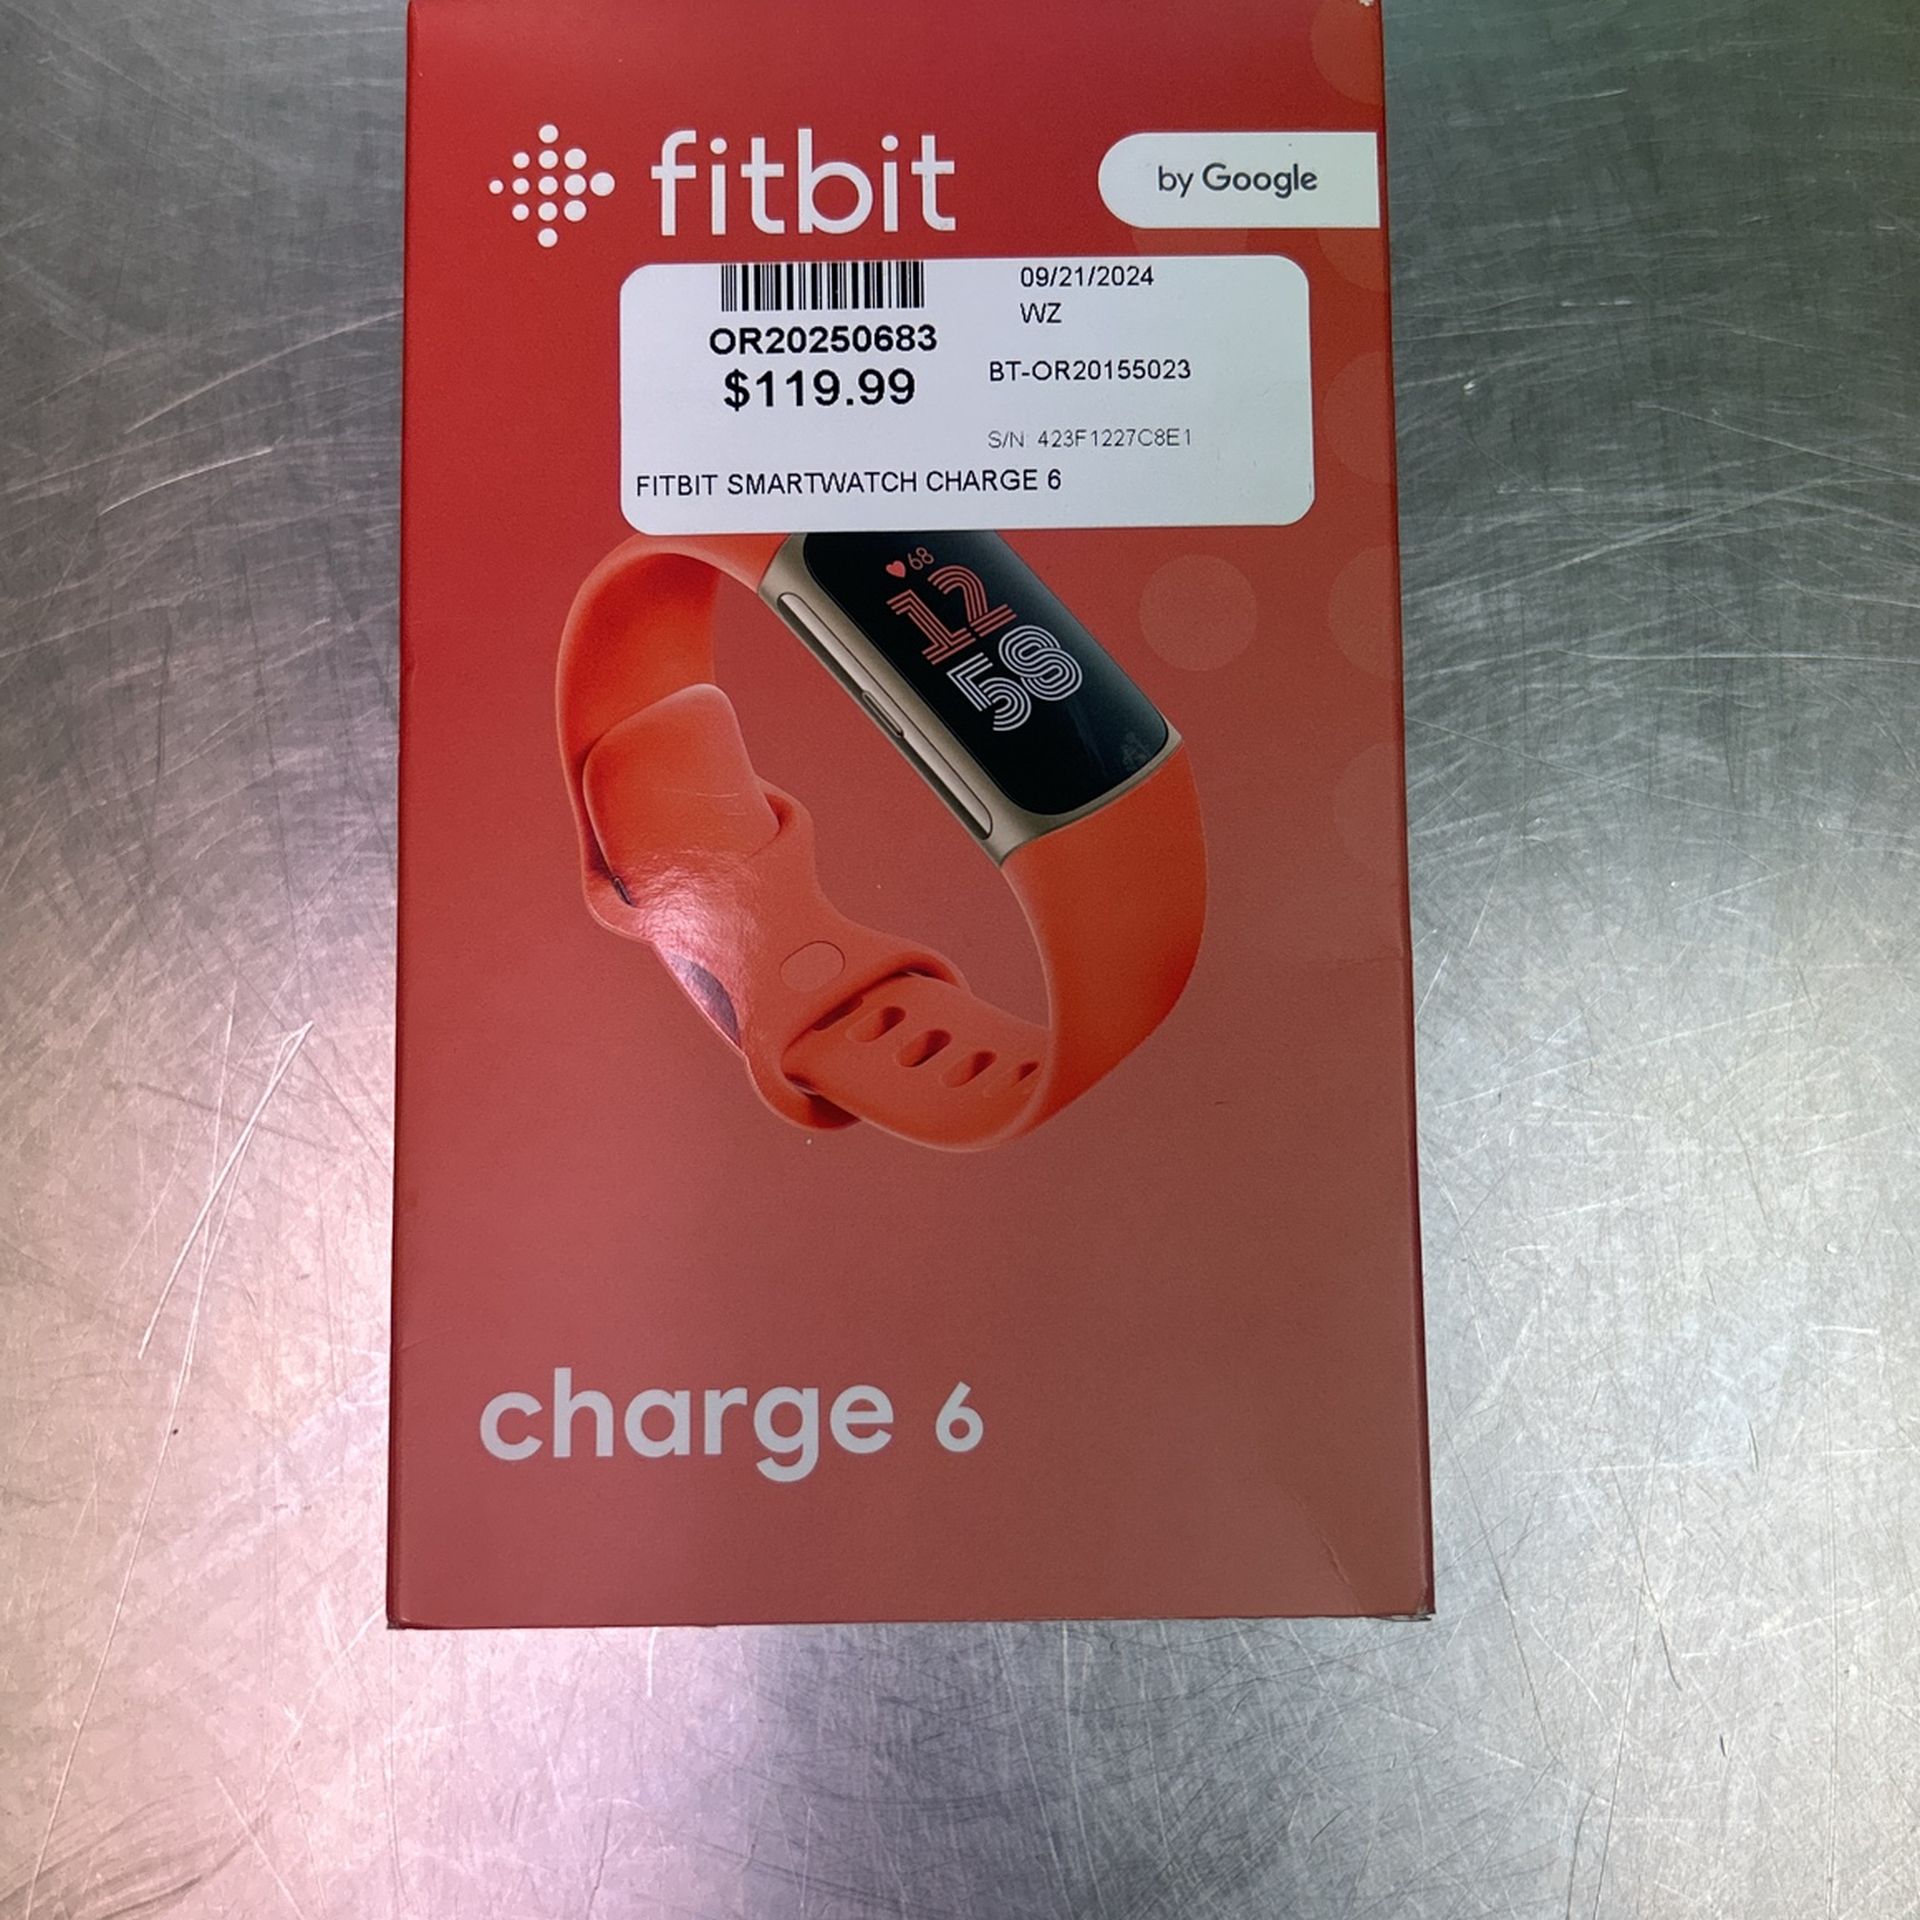 fitbit
by Google
09/21/2024
WZ
OR20250683
$119.99
BT-OR20155023
S/N: 423F1227C8E1
FITBIT SMARTWATCH CHARGE 6
68
12
58
charge 6